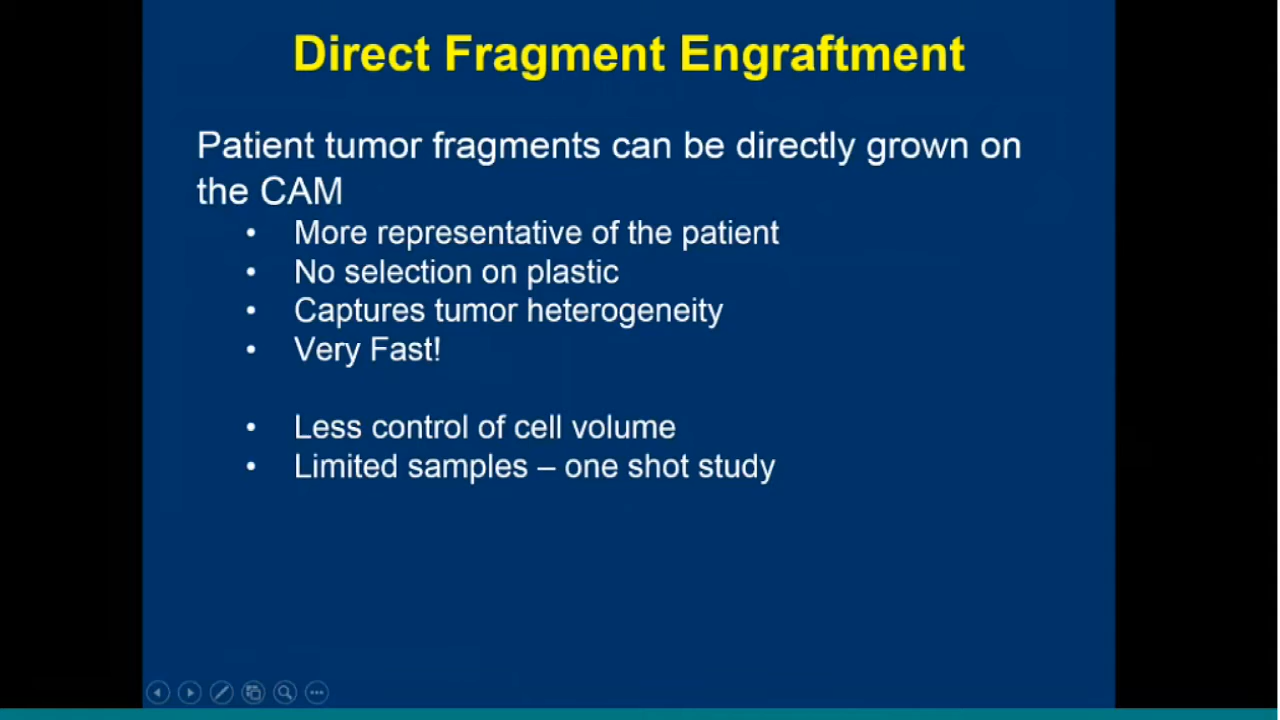 Direct Fragment Engraftment
Patient tumor fragments can be directly grown on
the CAM
• More representative of the patient
• No selection on plastic
• Captures tumor heterogeneity
• Very Fast!
• Less control of cell volume
• Limited samples – one shot study